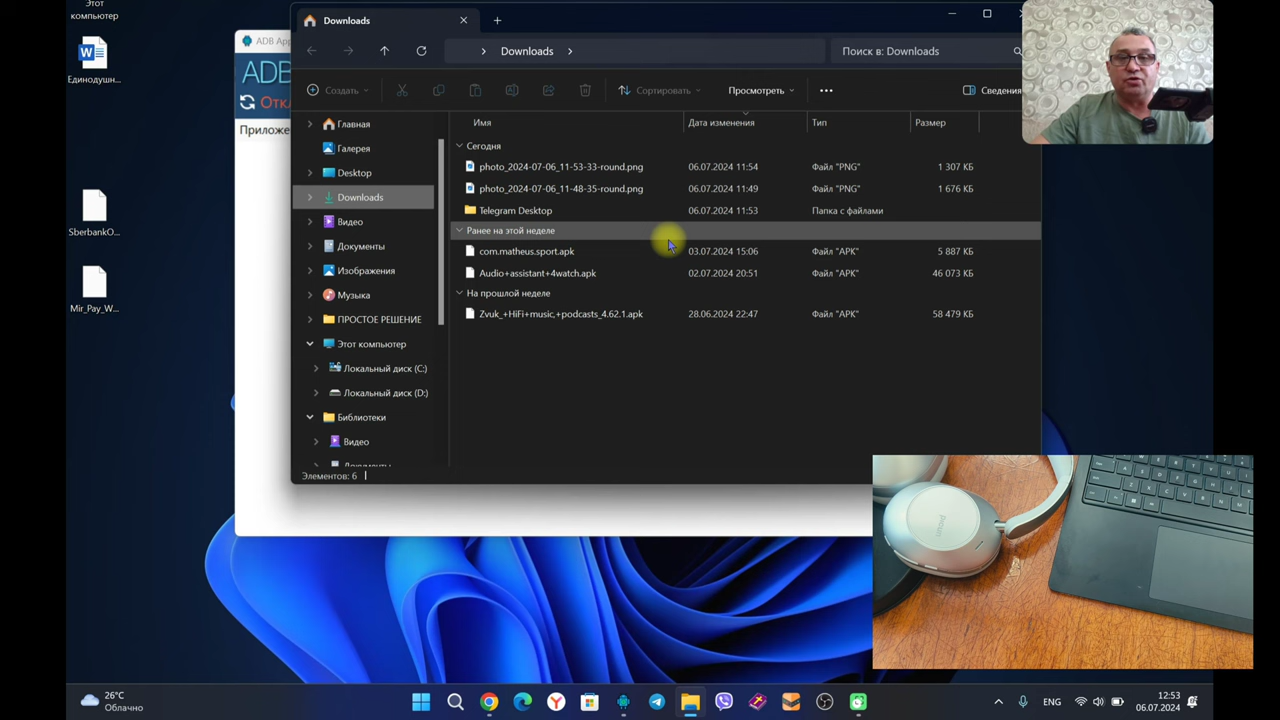 Этот
компьютер
Единодушн...
SberbankO...
Mir_Pay_W...
ADB App
ADB
Откл
Приложе
Downloads
Downloads
Поиск в: Downloads
Создать
Сортировать
Просмотреть
Сведения
Главная
Галерея
Desktop
Downloads
Видео
Документы
Изображения
Музыка
ПРОСТОЕ РЕШЕНИЕ
Этот компьютер
Локальный диск (C:)
Локальный диск (D:)
Библиотеки
Видео
Документы
Имя Дата изменения Тип Размер
Сегодня
photo_2024-07-06_11-53-33-round.png 06.07.2024 11:54 Файл "PNG" 1 307 КБ
photo_2024-07-06_11-48-35-round.png 06.07.2024 11:49 Файл "PNG" 1 676 КБ
Telegram Desktop 06.07.2024 11:53 Папка с файлами
Ранее на этой неделе
com.matheus.sport.apk 03.07.2024 15:06 Файл "APK" 5 887 КБ
Audio+assistant+4watch.apk 02.07.2024 20:51 Файл "APK" 46 073 КБ
На прошлой неделе
Zvuk_+HiFi+music,+podcasts_4.62.1.apk 28.06.2024 22:47 Файл "APK" 58 479 КБ
Элементов: 6
26°C
Облачно
ENG
12:53
06.07.2024